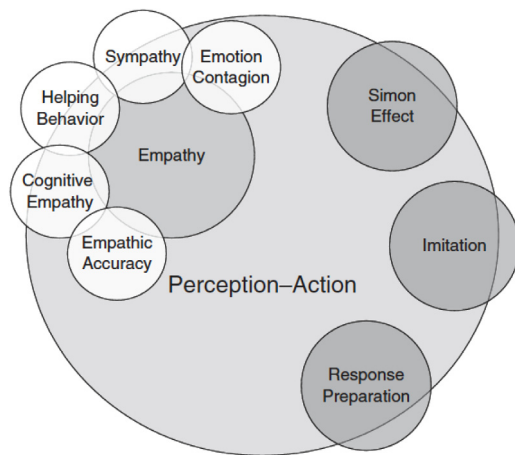 Sympathy
Emotion
Contagion
Helping
Behavior
Simon
Effect
Empathy
Cognitive
Empathy
Empathic
Accuracy
Imitation
Perception–Action
Response
Preparation